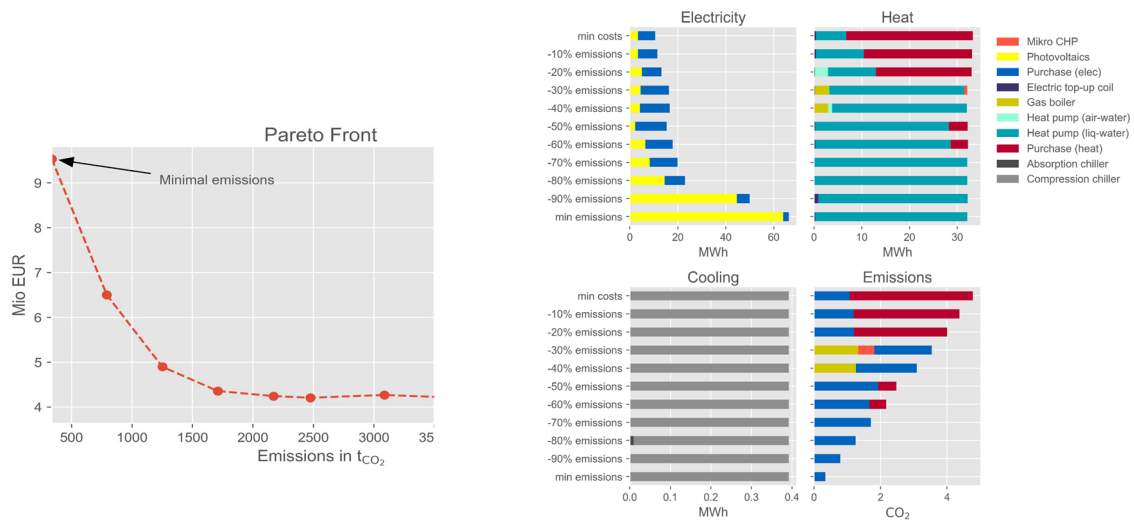 Pareto Front
Minimal emissions
Mio EUR
9
8
7
6
5
4
500
1000
1500
2000
2500
3000
35
Emissions in tCO2
Electricity
min costs
-10% emissions
-20% emissions
-30% emissions
-40% emissions
-50% emissions
-60% emissions
-70% emissions
-80% emissions
-90% emissions
min emissions
0
20
40
60
MWh
Heat
0
10
20
30
MWh
Mikro CHP
Photovoltaics
Purchase (elec)
Electric top-up coil
Gas boiler
Heat pump (air-water)
Heat pump (liq-water)
Purchase (heat)
Absorption chiller
Compression chiller
Cooling
min costs
-10% emissions
-20% emissions
-30% emissions
-40% emissions
-50% emissions
-60% emissions
-70% emissions
-80% emissions
-90% emissions
min emissions
0.0
0.1
0.2
0.3
0.4
MWh
Emissions
0
2
4
CO2